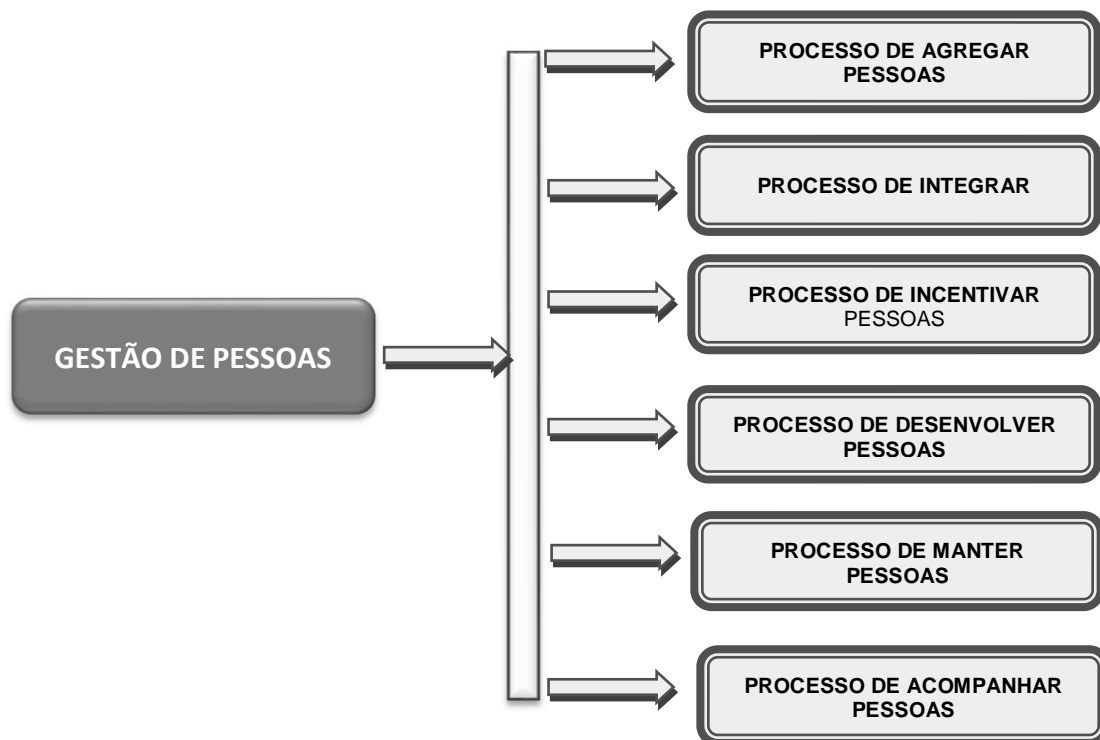 GESTÃO DE PESSOAS
PROCESSO DE AGREGAR
PESSOAS
PROCESSO DE INTEGRAR
PROCESSO DE INCENTIVAR
PESSOAS
PROCESSO DE DESENVOLVER
PESSOAS
PROCESSO DE MANTER
PESSOAS
PROCESSO DE ACOMPANHAR
PESSOAS